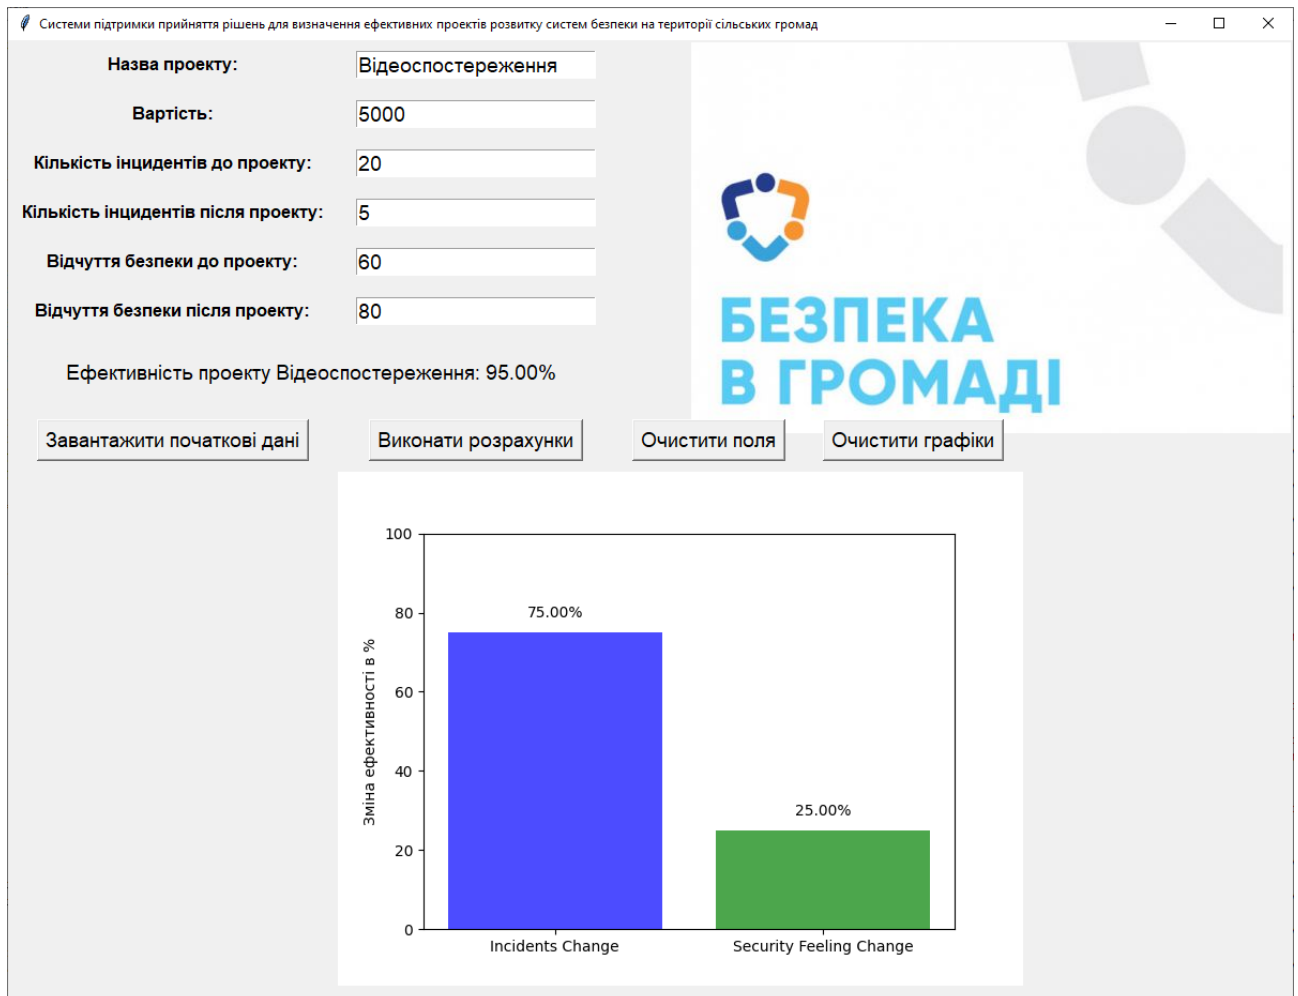 Системи підтримки прийняття рішень для визначення ефективних проектів розвитку систем безпеки на території сільських громад
Назва проекту: Відеоспостереження
Вартість: 5000
Кількість інцидентів до проекту: 20
Кількість інцидентів після проекту: 5
Відчуття безпеки до проекту: 60
Відчуття безпеки після проекту: 80
Ефективність проекту Відеоспостереження: 95.00%
БЕЗПЕКА
В ГРОМАДІ
Завантажити початкові дані Виконати розрахунки Очистити поля Очистити графіки
100
80
60
40
20
0
Зміна ефективності в %
75.00%
25.00%
Incidents Change Security Feeling Change